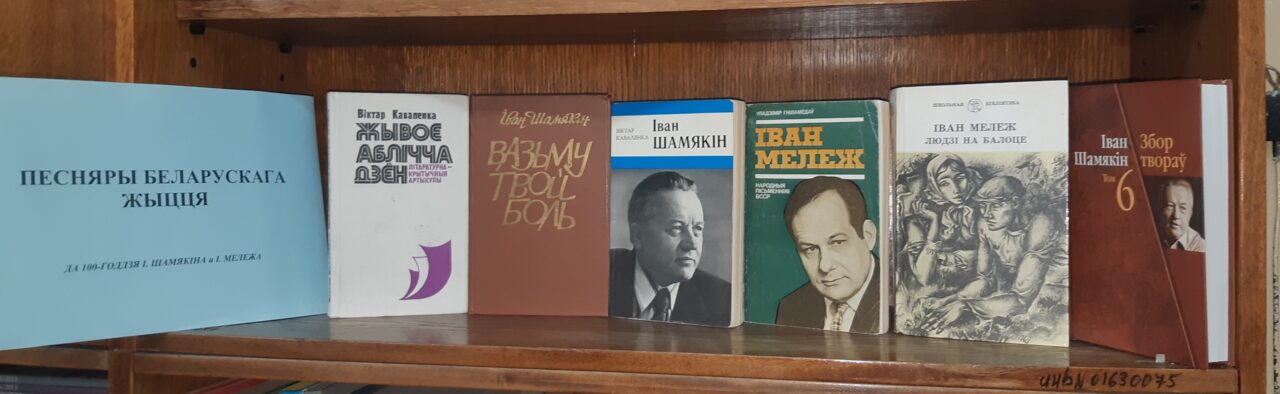 ПЕСНЯРЫ БЕЛАРУСКАГА
ЖЫЦЦЯ
ДА 100-ГОДДЗЯ І. ШАМЯКІНА и І. МЕЛЕЖА
Віктар Каваленка
ЖЫВОЕ
АБЛІЧЧА
ДЗЁН
ЛІТАРАТУРНА-
КРЫТЫЧНЫЯ
АРТЫКУЛЫ
Іван Шамякін
ВАЗЬМУ
ТВОЙ
БОЛЬ
ВІКТАР
КАВАЛЕНКА
Іван
ШАМЯКІН
УЛАДЗІМІР ГНІЛАМЁДАЎ
ІВАН
МЕЛЕЖ
НАРОДНЫЯ
ПІСЬМЕННІКІ
БССР
ШКОЛЬНАЯ БІБЛІЯТЭКА
ІВАН МЕЛЕЖ
ЛЮДЗІ НА БАЛОЦЕ
Іван
Шамякін
Том
6
Збор
твораў
инвN01630075